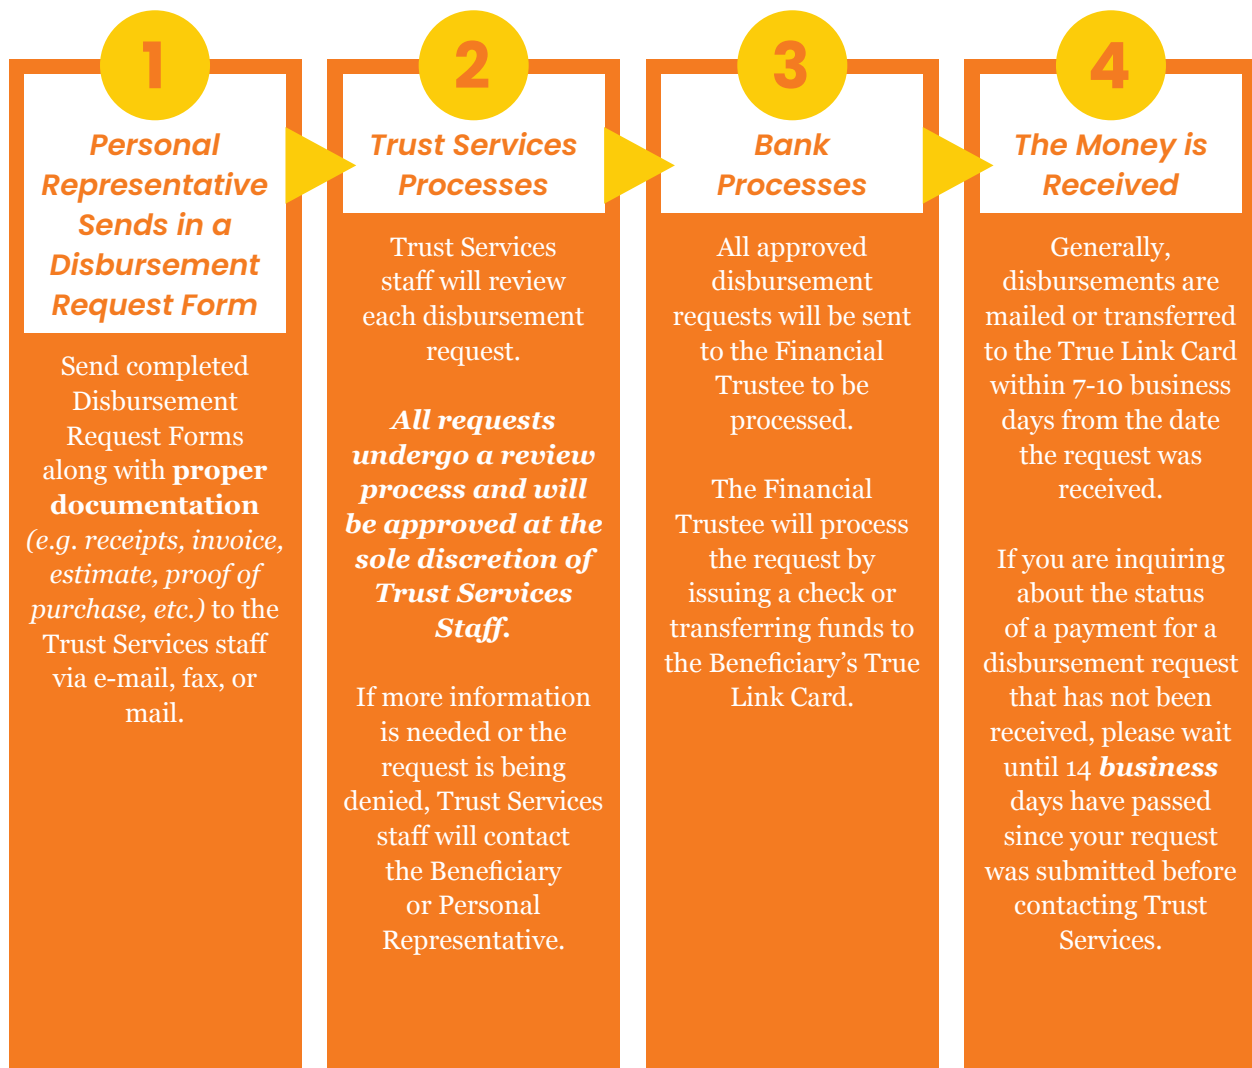 1
Personal
Representative
Sends in a
Disbursement
Request Form
Send completed
Disbursement
Request Forms
along with proper
documentation
(e.g. receipts, invoice,
estimate, proof of
purchase, etc.) to the
Trust Services staff
via e-mail, fax, or
mail.
2
Trust Services
Processes
Trust Services
staff will review
each disbursement
request.
All requests
undergo a review
process and will
be approved at the
sole discretion of
Trust Services
Staff.
If more information
is needed or the
request is being
denied, Trust Services
staff will contact
the Beneficiary
or Personal
Representative.
3
Bank
Processes
All approved
disbursement
requests will be sent
to the Financial
Trustee to be
processed.
The Financial
Trustee will process
the request by
issuing a check or
transferring funds to
the Beneficiary’s True
Link Card.
4
The Money is
Received
Generally,
disbursements are
mailed or transferred
to the True Link Card
within 7-10 business
days from the date
the request was
received.
If you are inquiring
about the status
of a payment for a
disbursement request
that has not been
received, please wait
until 14 business
days have passed
since your request
was submitted before
contacting Trust
Services.